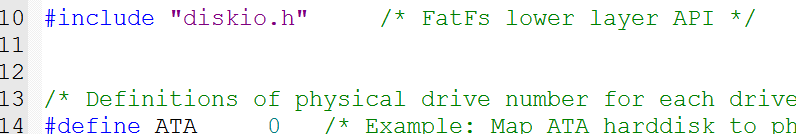 10 #include "diskio.h" /* FatFs lower layer API */
11
12
13 /* Definitions of physical drive number for each drive
14 #define ATA 0 /* Example: Map ATA harddisk to ph